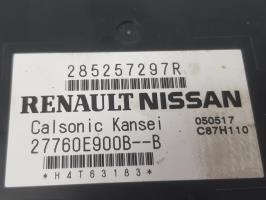 285257297R
RENAULT NISSAN
Calsonic Kansei 050517
27760E900B--B C87H110
*H4T63183*